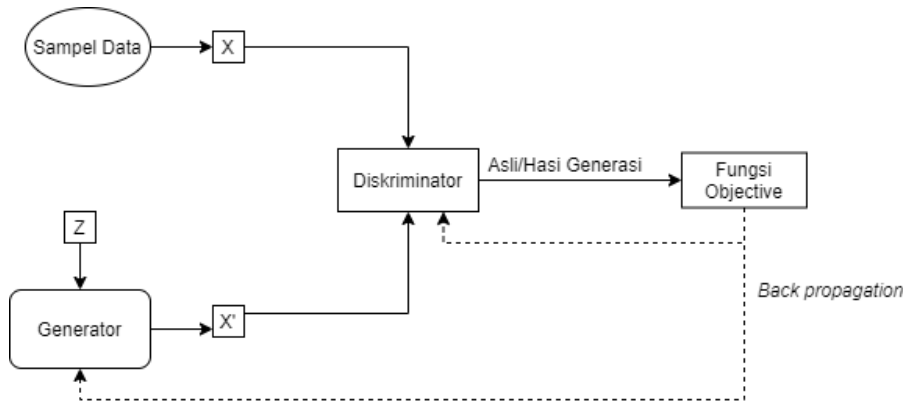 Sampel Data
X
Diskriminator
Asli/Hasi Generasi
Fungsi
Objective
Z
Back propagation
Generator
X'